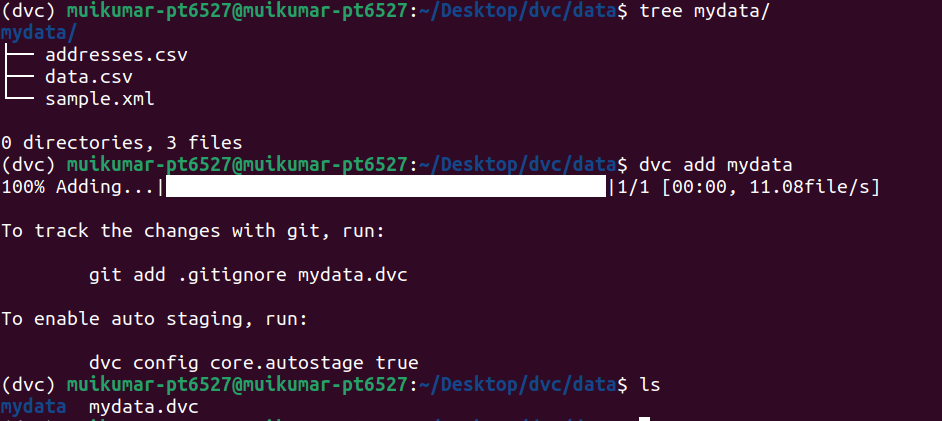 (dvc) muikumar-pt6527@muikumar-pt6527:~/Desktop/dvc/data$ tree mydata/
mydata/
├── addresses.csv
├── data.csv
└── sample.xml
0 directories, 3 files
(dvc) muikumar-pt6527@muikumar-pt6527:~/Desktop/dvc/data$ dvc add mydata
100% Adding...|████████████████████████████████████████|1/1 [00:00, 11.08file/s]
To track the changes with git, run:
git add .gitignore mydata.dvc
To enable auto staging, run:
dvc config core.autostage true
(dvc) muikumar-pt6527@muikumar-pt6527:~/Desktop/dvc/data$ ls
mydata  mydata.dvc